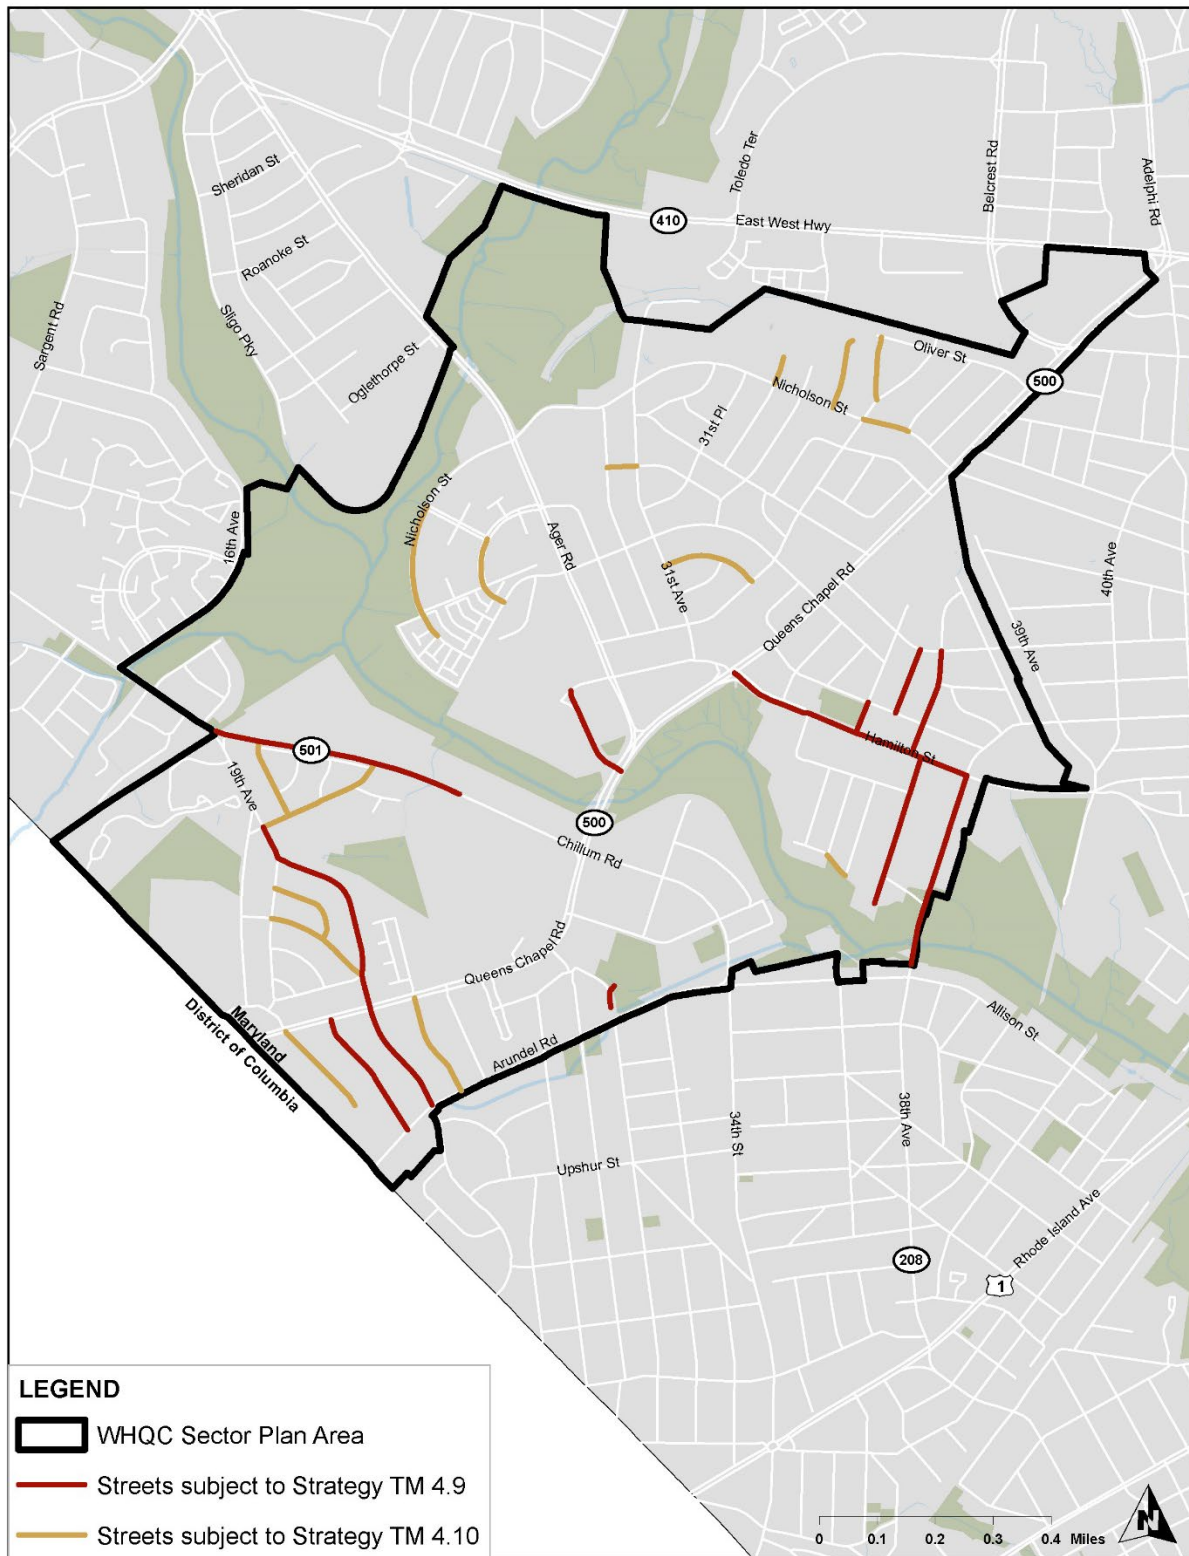 Sheridan St
Toledo Ter
Belcrest Rd
Adelphi Rd
410
East West Hwy
Roanoke St
Sargent Rd
Sligo Pky
Oglethorpe St
Oliver St
Nicholson St
500
31st Pl
Nicholson St
16th Ave
Ager Rd
31st Ave
Queens Chapel Rd
40th Ave
39th Ave
501
Hamilton St
19th Ave
500
Chillum Rd
Queens Chapel Rd
Maryland
District of Columbia
Arundel Rd
Allison St
34th St
38th Ave
Upshur St
Rhode Island Ave
208
1
LEGEND
WHQC Sector Plan Area
Streets subject to Strategy TM 4.9
Streets subject to Strategy TM 4.10
0 0.1 0.2 0.3 0.4 Miles
N